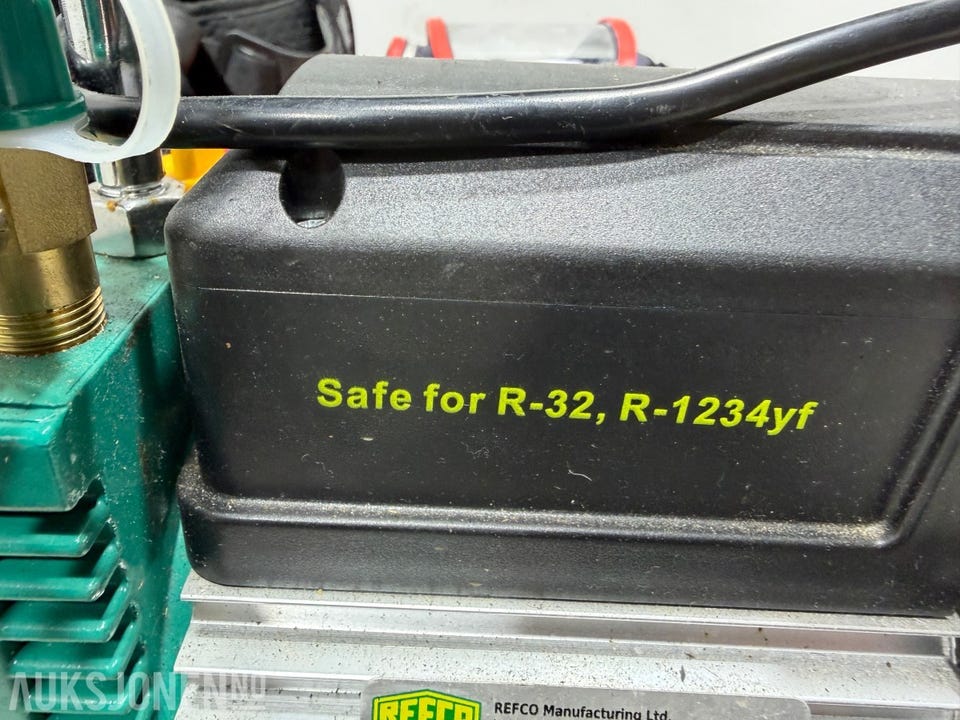 Safe for R-32, R-1234yf
REFCO
REFCO Manufacturing Ltd.
AUKSJONEN.NO